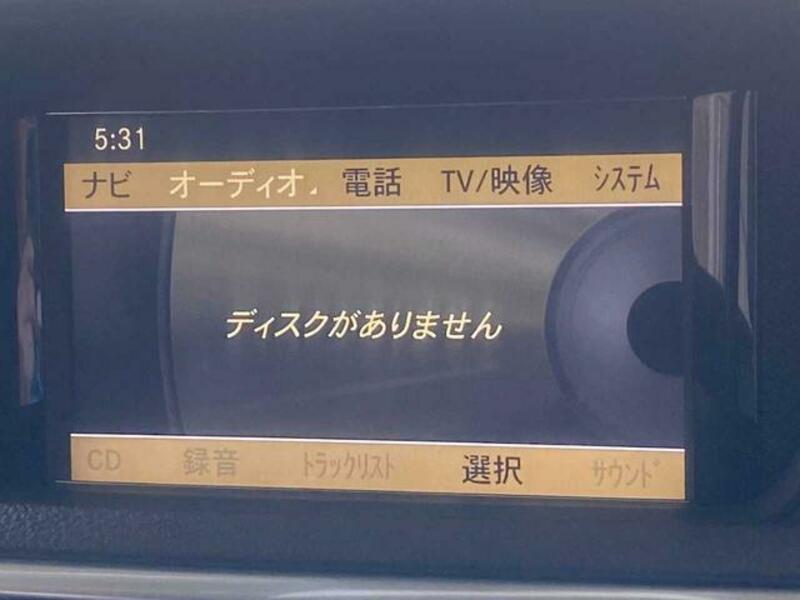 5:31
ナビ オーディオ 電話 TV/映像 システム
ディスクがありません
CD 録音 トラックリスト 選択 サウンド